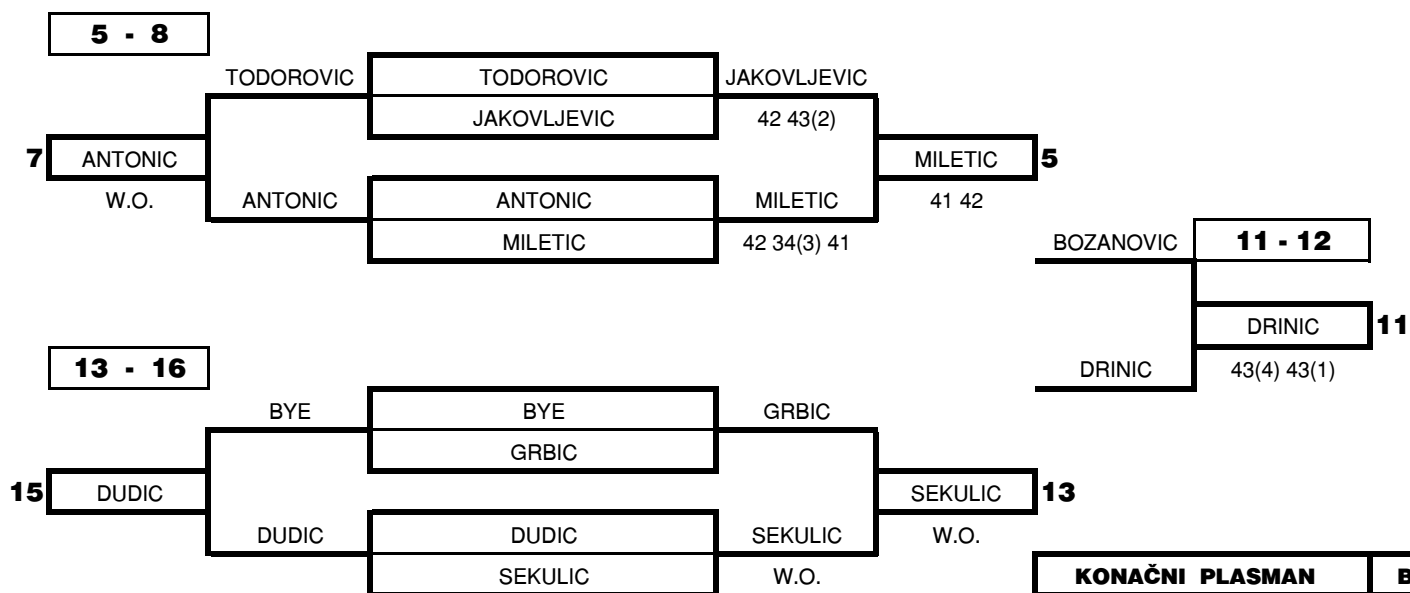 5 - 8
TODOROVIC TODOROVIC JAKOVLJEVIC
JAKOVLJEVIC 42 43(2)
7 ANTONIC MILETIC 5
W.O. ANTONIC ANTONIC MILETIC 41 42
MILETIC 42 34(3) 41 BOZANOVIC 11 - 12
DRINIC 11
13 - 16 DRINIC 43(4) 43(1)
BYE BYE GRBIC
GRBIC
15 DUDIC SEKULIC 13
DUDIC DUDIC SEKULIC W.O.
SEKULIC W.O. KONAČNI PLASMAN